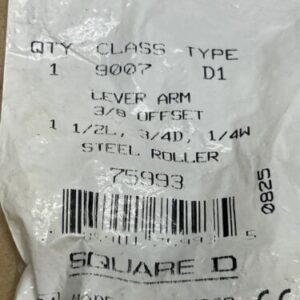 QTY CLASS TYPE
1 9007 D1
LEVER ARM
3/8 OFFSET
1 1/2L, 3/4D, 1/4W
STEEL ROLLER
75993
0825
SQUARE D